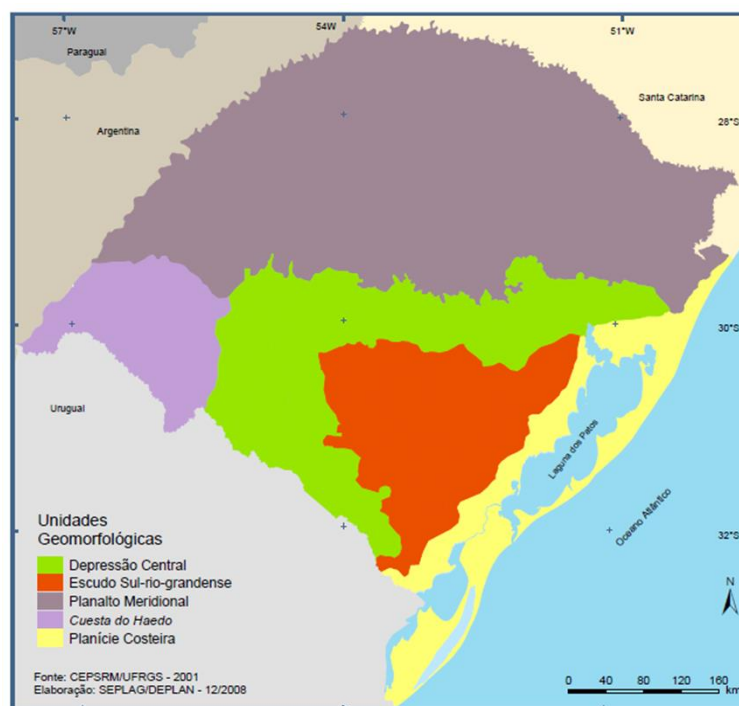 57°W
54W
51°W
Paraguai
Santa Catarina
Argentina
28°S
30°S
Uruguai
Laguna dos Patos
Oceano Atlântico
32°S
Unidades
Geomorfológicas
Depressão Central
Escudo Sul-rio-grandense
Planalto Meridional
Cuesta do Haedo
Planície Costeira
N
Fonte: CEPSRM/UFRGS - 2001
Elaboração: SEPLAG/DEPLAN - 12/2008
0 40 80 120 160
km